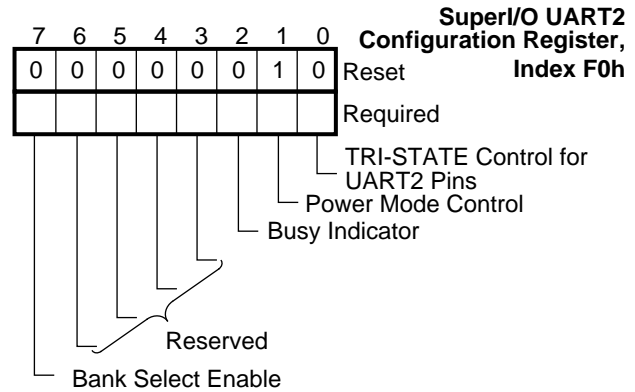 SuperI/O UART2
Configuration Register,
Index F0h
7 6 5 4 3 2 1 0
0 0 0 0 0 0 1 0 Reset
Required
TRI-STATE Control for
UART2 Pins
Power Mode Control
Busy Indicator
Reserved
Bank Select Enable